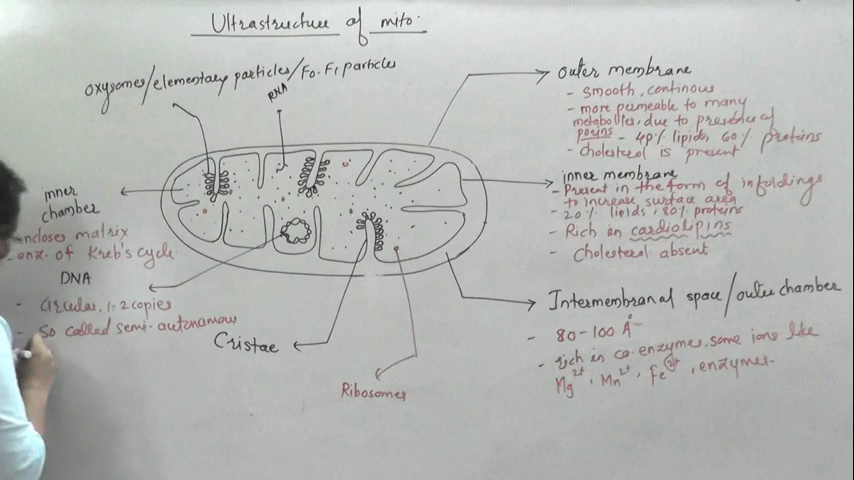 Ultrastructure of mito.
oxysomes/elementary particles/F0-F1 particles
RNA
outer membrane
- Smooth, continous
- more permeable to many
metabolites, due to presence of
porins - 40% lipids, 60% proteins
- Cholesterol is present
inner membrane
- Present in the form of infoldings
to increase surface area
- 20% lipids, 80% proteins
- Rich in cardiolipins
- Cholesterol absent
Intermembranal space/outer chamber
- 80-100 Å
- rich in co-enzymes, some ions like
Mg2+, Mn2+, Fe2+, enzymes.
inner
chamber
encloses matrix
enz. of Kreb's cycle
DNA
- Circular, 1-2 copies
- So called semi-autonamous
Cristae
Ribosomes